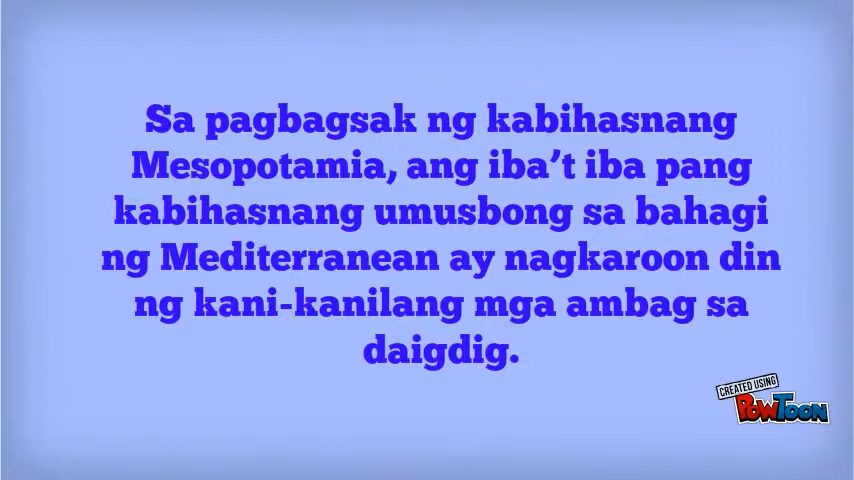 Sa pagbagsak ng kabihasnang
Mesopotamia, ang iba't iba pang
kabihasnang umusbong sa bahagi
ng Mediterranean ay nagkaroon din
ng kani-kanilang mga ambag sa
daigdig.
CREATED USING
POWTOON